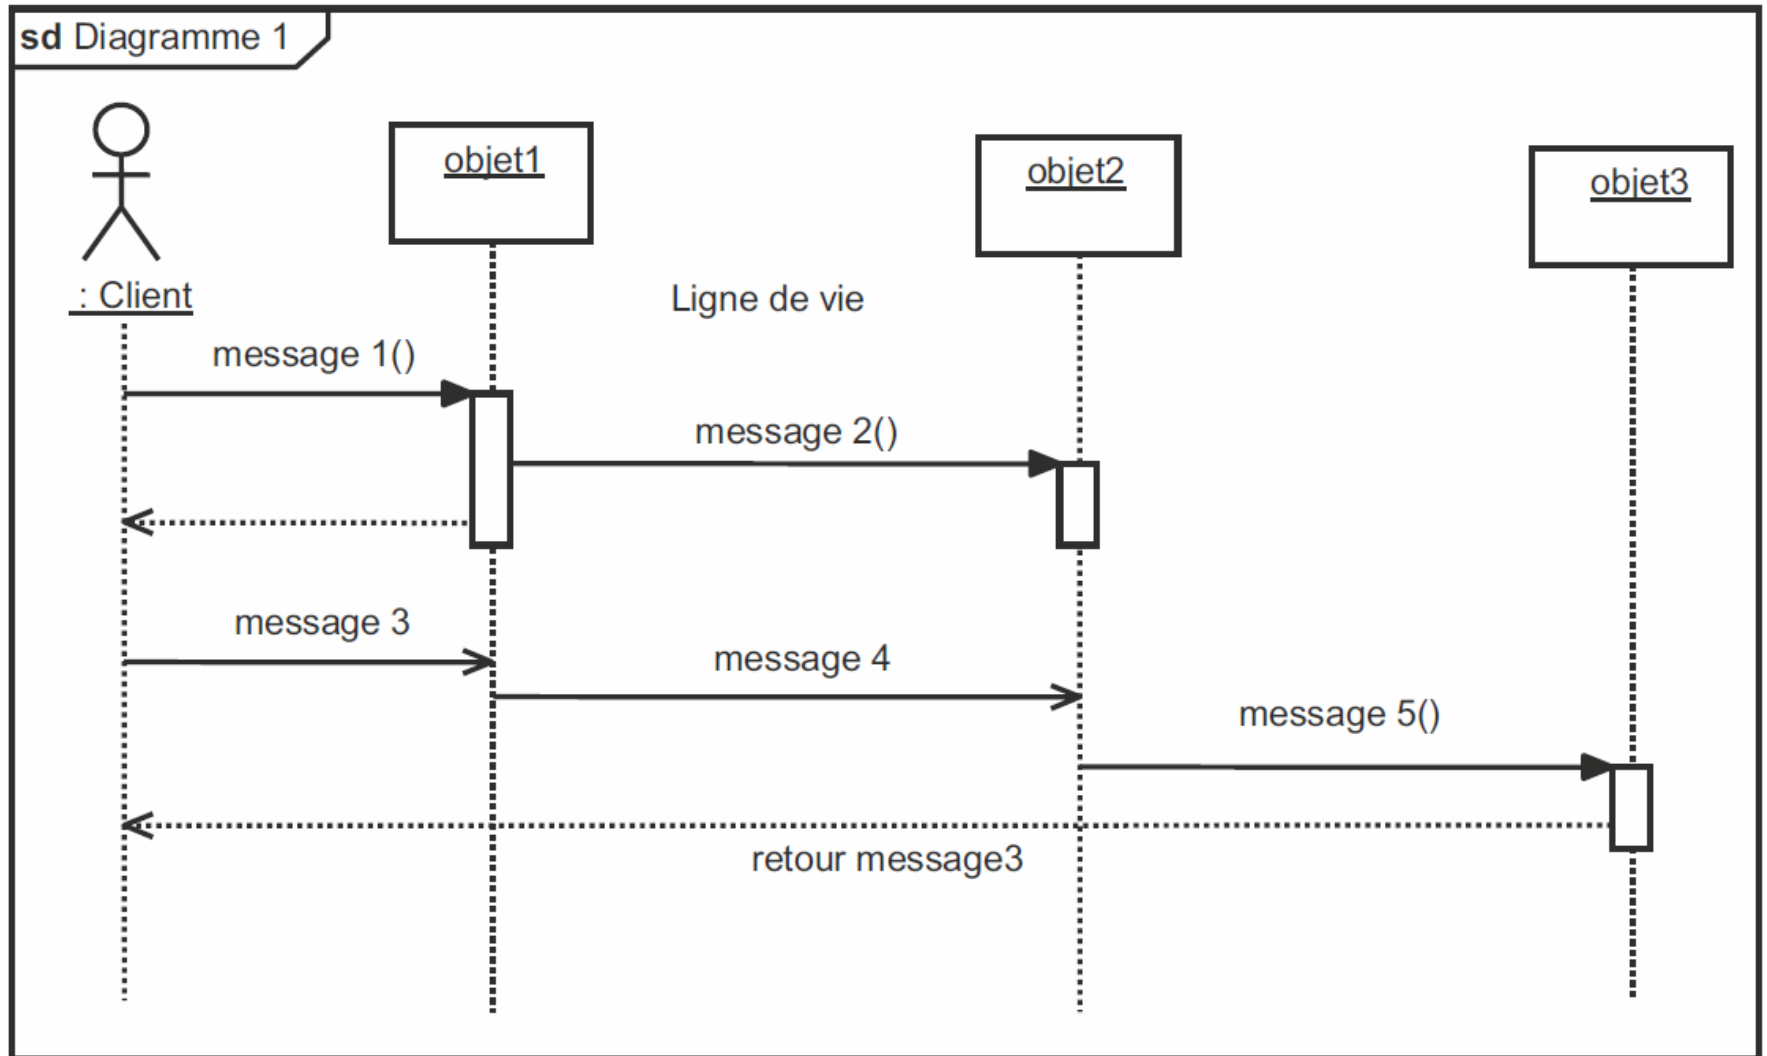 sd Diagramme 1
objet1
objet2
objet3
: Client
Ligne de vie
message 1()
message 2()
message 3
message 4
message 5()
retour message3